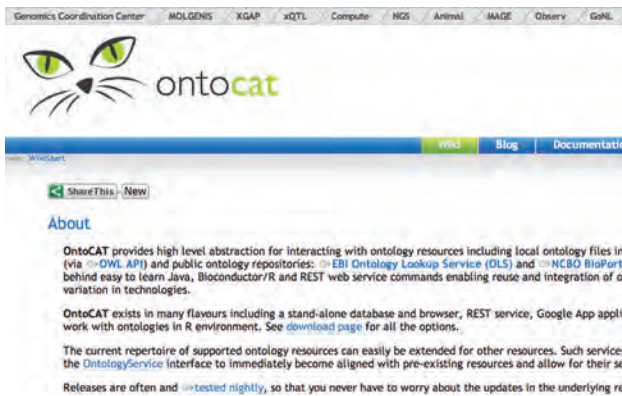 Genomics Coordination Center MOLGENIS XGAP xQTL Compute NGS Animal MAGE Observ GoNL
ontocat
Wiki Blog Documentati
WikiStart
ShareThis New
About
OntoCAT provides high level abstraction for interacting with ontology resources including local ontology files in
(via OWL API) and public ontology repositories: EBI Ontology Lookup Service (OLS) and NCBO BioPort
behind easy to learn Java, Bioconductor/R and REST web service commands enabling reuse and integration of o
variation in technologies.
OntoCAT exists in many flavours including a stand-alone database and browser, REST service, Google App appli
work with ontologies in R environment. See download page for all the options.
The current repertoire of supported ontology resources can easily be extended for other resources. Such services
the OntologyService interface to immediately become aligned with pre-existing resources and allow for their se
Releases are often and tested nightly, so that you never have to worry about the updates in the underlying re